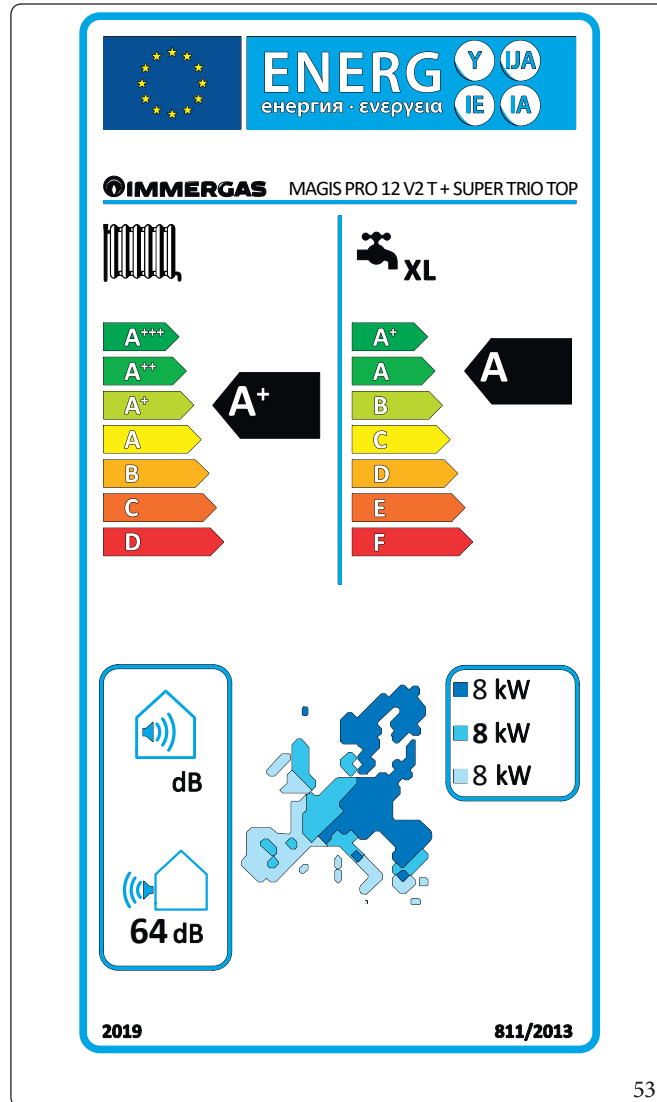 ENERG Y IJA
енергия · ενεργεια IE IA
IMMERGAS MAGIS PRO 12 V2 T + SUPER TRIO TOP
XL
A+++
A++
A+
A
B
C
D
A+
A+
A
B
C
D
E
F
A
dB
64 dB
8 kW
8 kW
8 kW
2019 811/2013
53